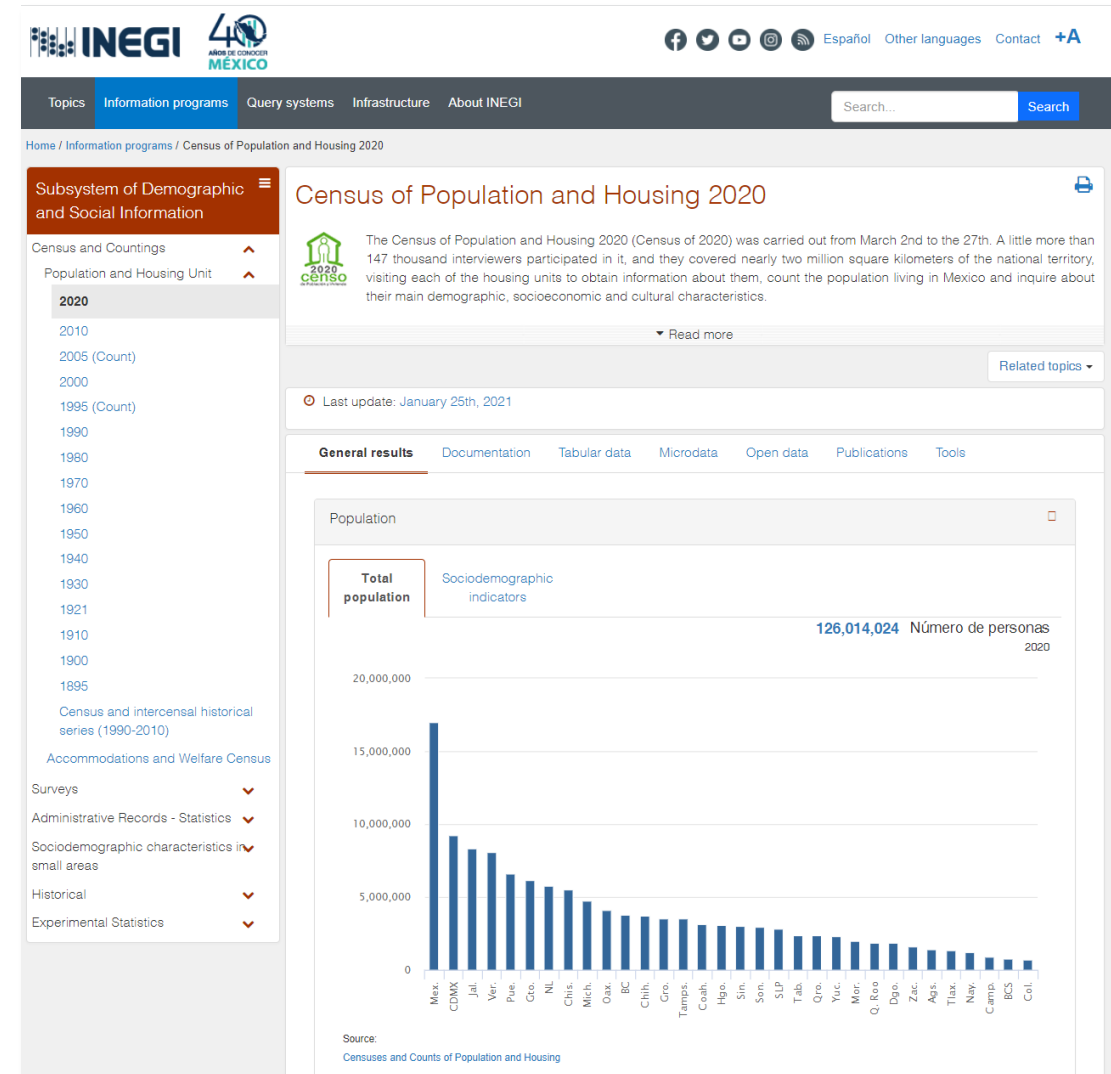 INEGI
40
AÑOS DE CONOCER
MÉXICO
Español Other languages Contact +A
Topics Information programs Query systems Infrastructure About INEGI
Search...
Search
Home / Information programs / Census of Population and Housing 2020
Subsystem of Demographic
and Social Information
Census and Countings
Population and Housing Unit
2020
2010
2005 (Count)
2000
1995 (Count)
1990
1980
1970
1960
1950
1940
1930
1921
1910
1900
1895
Census and intercensal historical
series (1990-2010)
Accommodations and Welfare Census
Surveys
Administrative Records - Statistics
Sociodemographic characteristics in
small areas
Historical
Experimental Statistics
Census of Population and Housing 2020
2020
censo
de Población y Vivienda
The Census of Population and Housing 2020 (Census of 2020) was carried out from March 2nd to the 27th. A little more than
147 thousand interviewers participated in it, and they covered nearly two million square kilometers of the national territory,
visiting each of the housing units to obtain information about them, count the population living in Mexico and inquire about
their main demographic, socioeconomic and cultural characteristics.
Read more
Related topics
Last update: January 25th, 2021
General results Documentation Tabular data Microdata Open data Publications Tools
Population
Total
population
Sociodemographic
indicators
126,014,024 Número de personas
2020
20,000,000
15,000,000
10,000,000
5,000,000
0
Mex.
CDMX
Jal.
Ver.
Pue.
Gto.
NL
Chis.
Mich.
Oax.
BC
Chih.
Gro.
Tamps.
Coah.
Hgo.
Sin.
Son.
SLP
Tab.
Qro.
Yuc.
Mor.
Q. Roo
Dgo.
Zac.
Ags.
Tlax.
Nay.
Camp.
BCS
Col.
Source:
Censuses and Counts of Population and Housing